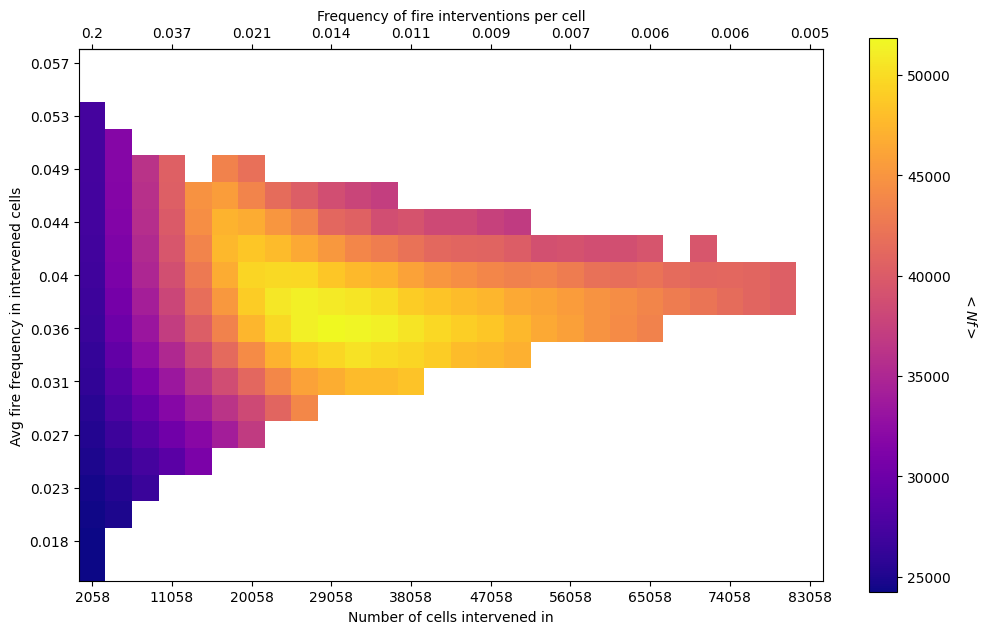 Frequency of fire interventions per cell
0.2 0.037 0.021 0.014 0.011 0.009 0.007 0.006 0.006 0.005
Avg fire frequency in intervened cells
0.057
0.053
0.049
0.044
0.04
0.036
0.031
0.027
0.023
0.018
2058 11058 20058 29058 38058 47058 56058 65058 74058 83058
Number of cells intervened in
50000
45000
40000
35000
30000
25000
< Nf >